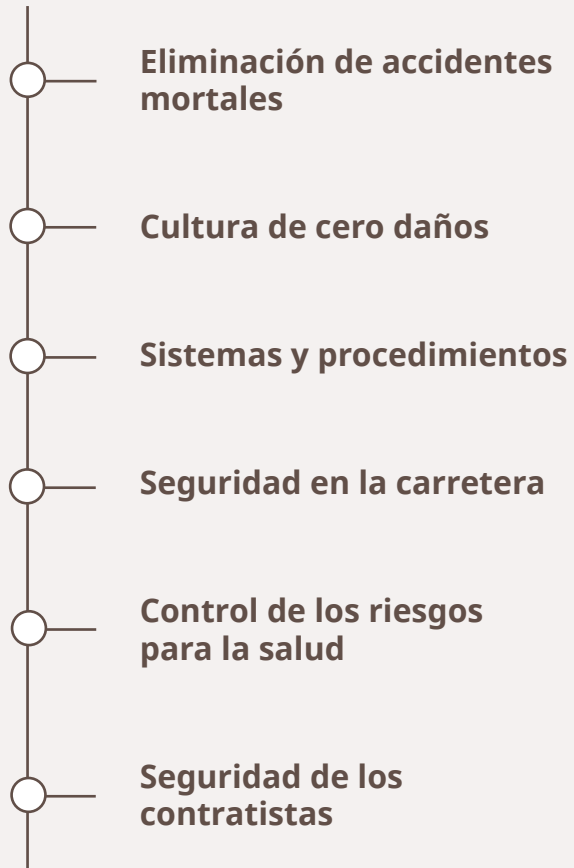 Eliminación de accidentes
mortales
Cultura de cero daños
Sistemas y procedimientos
Seguridad en la carretera
Control de los riesgos
para la salud
Seguridad de los
contratistas